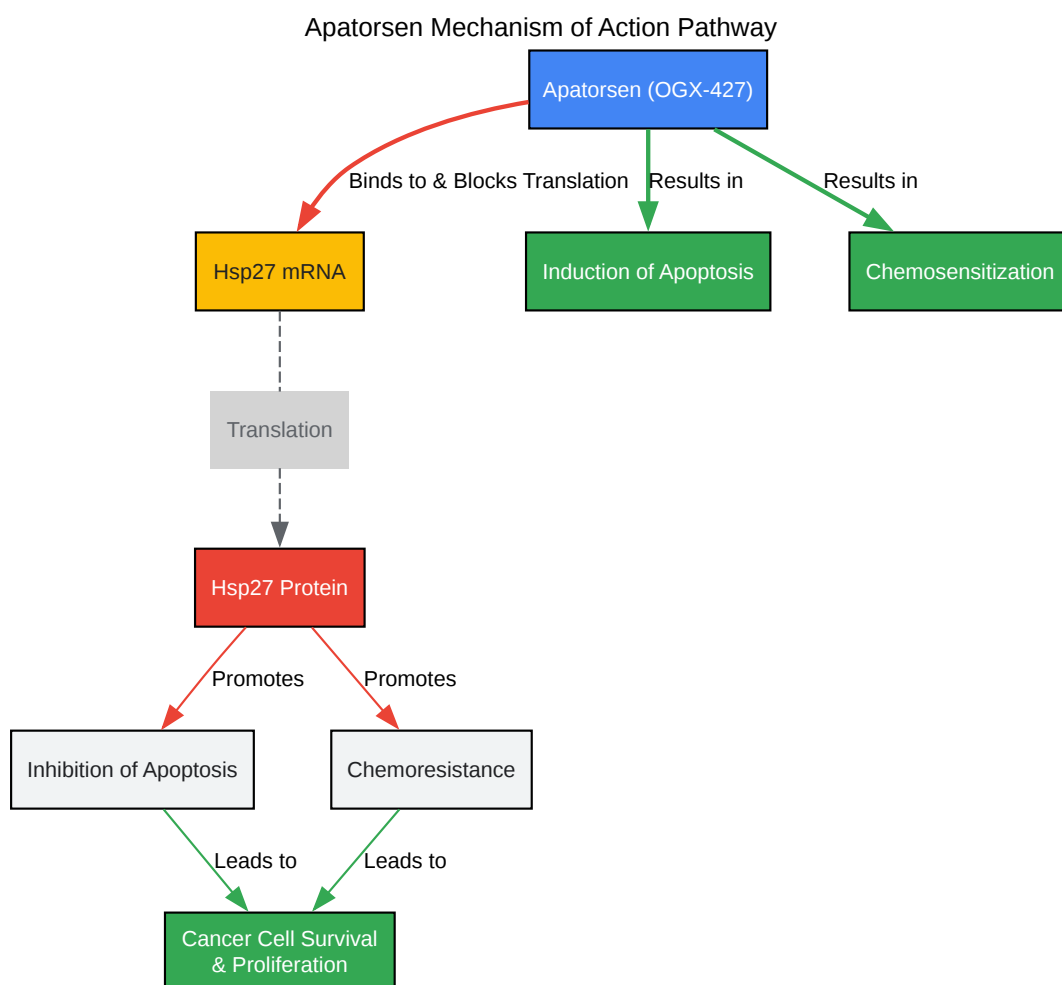 Apatorsen Mechanism of Action Pathway
Apatorsen (OGX-427)
Binds to & Blocks Translation
Results in
Results in
Hsp27 mRNA
Induction of Apoptosis
Chemosensitization
Translation
Hsp27 Protein
Promotes
Promotes
Inhibition of Apoptosis
Chemoresistance
Leads to
Leads to
Cancer Cell Survival
& Proliferation